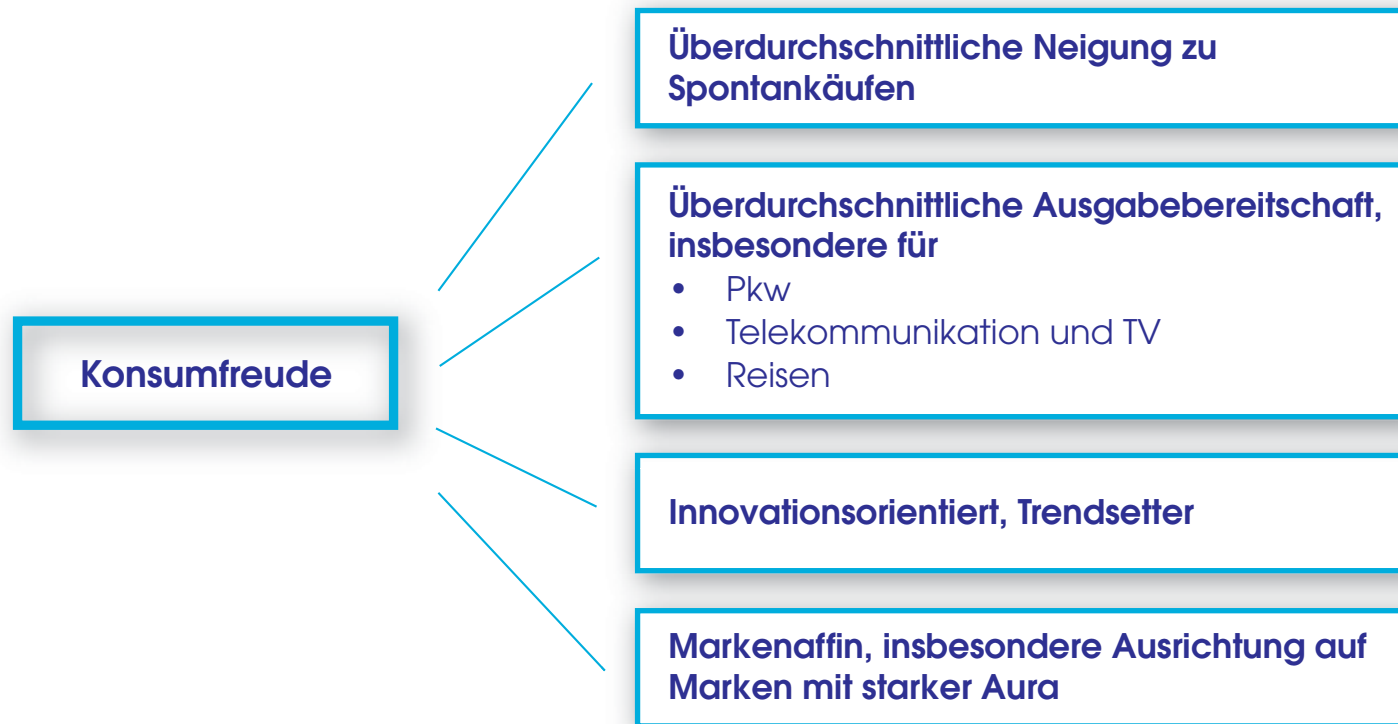 Überdurchschnittliche Neigung zu
Spontankäufen
Überdurchschnittliche Ausgabebereitschaft,
insbesondere für
• Pkw
• Telekommunikation und TV
• Reisen
Konsumfreude
Innovationsorientiert, Trendsetter
Markenaffin, insbesondere Ausrichtung auf
Marken mit starker Aura